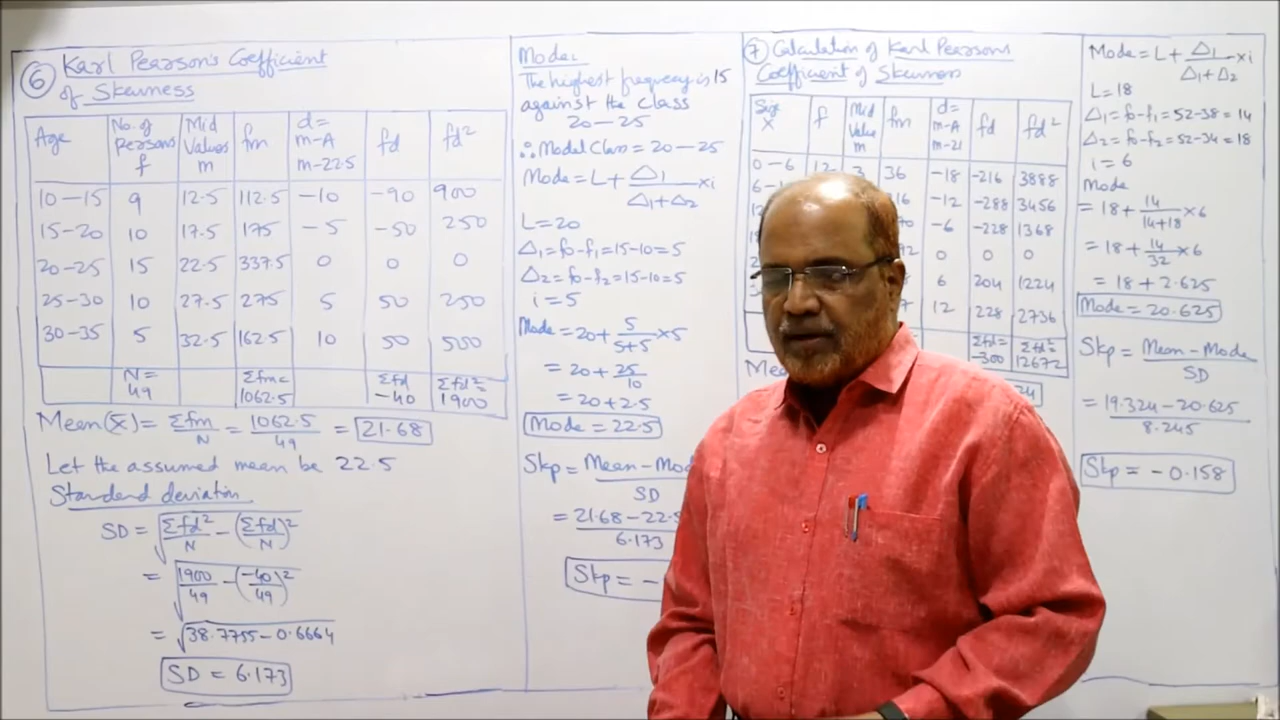 6 Karl Pearson's Coefficient
of Skewness
Age No. of Persons f Mid Values m fm d = m-A m-22.5 fd fd²
10-15 9 12.5 112.5 -10 -90 900
15-20 10 17.5 175 -5 -50 250
20-25 15 22.5 337.5 0 0 0
25-30 10 27.5 275 5 50 250
30-35 5 32.5 162.5 10 50 500
N = 49 Σfm = 1062.5 Σfd -40 Σfd² = 1900
Mean (x̄) = Σfm/N = 1062.5/49 = 21.68
Let the assumed mean be 22.5
Standard deviation
SD = √(Σfd²/N - (Σfd/N)²)
= √(1900/49 - (-40/49)²)
= √(38.7755 - 0.6664)
SD = 6.173
Mode:
The highest frequency is 15
against the class
20-25
∴ Modal Class = 20-25
Mode = L + Δ1/(Δ1+Δ2) × i
L = 20
Δ1 = f0-f1 = 15-10 = 5
Δ2 = f0-f2 = 15-10 = 5
i = 5
Mode = 20 + 5/(5+5) × 5
= 20 + 25/10
= 20 + 2.5
Mode = 22.5
Skp = Mean - Mod
SD
= 21.68 - 22.5
6.173
Skp = -
7 Calculation of Karl Pearsons
Coefficient of Skewness
Size X f Mid Value m fm d = m-A m-21 fd fd²
0-6 12 3 36 -18 -216 3888
-12 -288 3456
-6 -228 1368
0 0 0
6 204 1224
12 228 2736
Σfd = -300 Σfd² = 12672
Mode = L + Δ1/(Δ1+Δ2) × i
L = 18
Δ1 = f0-f1 = 52-38 = 14
Δ2 = f0-f2 = 52-34 = 18
i = 6
Mode
= 18 + 14/(14+18) × 6
= 18 + 14/32 × 6
= 18 + 2.625
Mode = 20.625
Skp = Mean - Mode
SD
= 19.324 - 20.625
8.245
Skp = -0.158